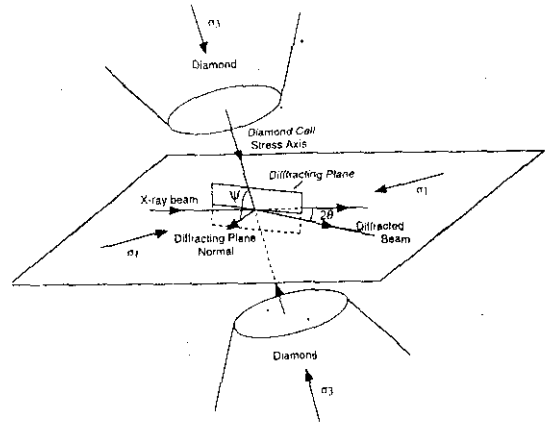 σ3
Diamond
Diamond Cell
Stress Axis
Diffracting Plane
X-ray beam
Ψ
σ1
2θ
Diffracted
Beam
Diffracting Plane
Normal
σ1
Diamond
σ3